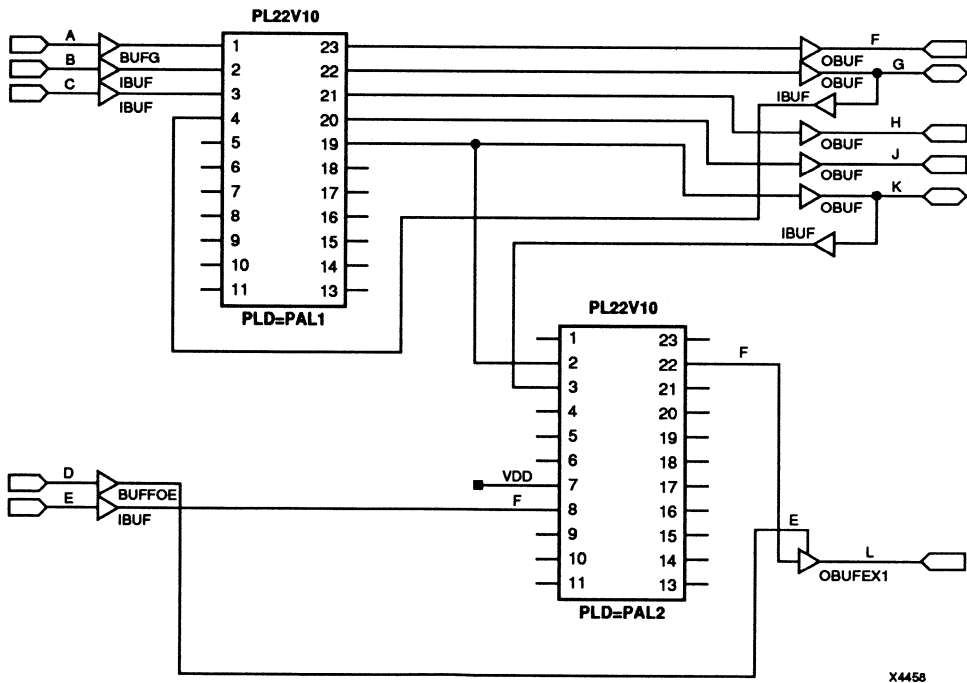 PL22V10
A
BUFG
B
IBUF
C
IBUF
1
2
3
4
5
6
7
8
9
10
11
23
22
21
20
19
18
17
16
15
14
13
PLD=PAL1
OBUF
F
OBUF
G
IBUF
OBUF
H
OBUF
J
OBUF
K
IBUF
PL22V10
1
2
3
4
5
6
7
8
9
10
11
23
22
21
20
19
18
17
16
15
14
13
PLD=PAL2
F
D
BUFFOE
E
IBUF
VDD
F
E
L
OBUFEX1
X4458